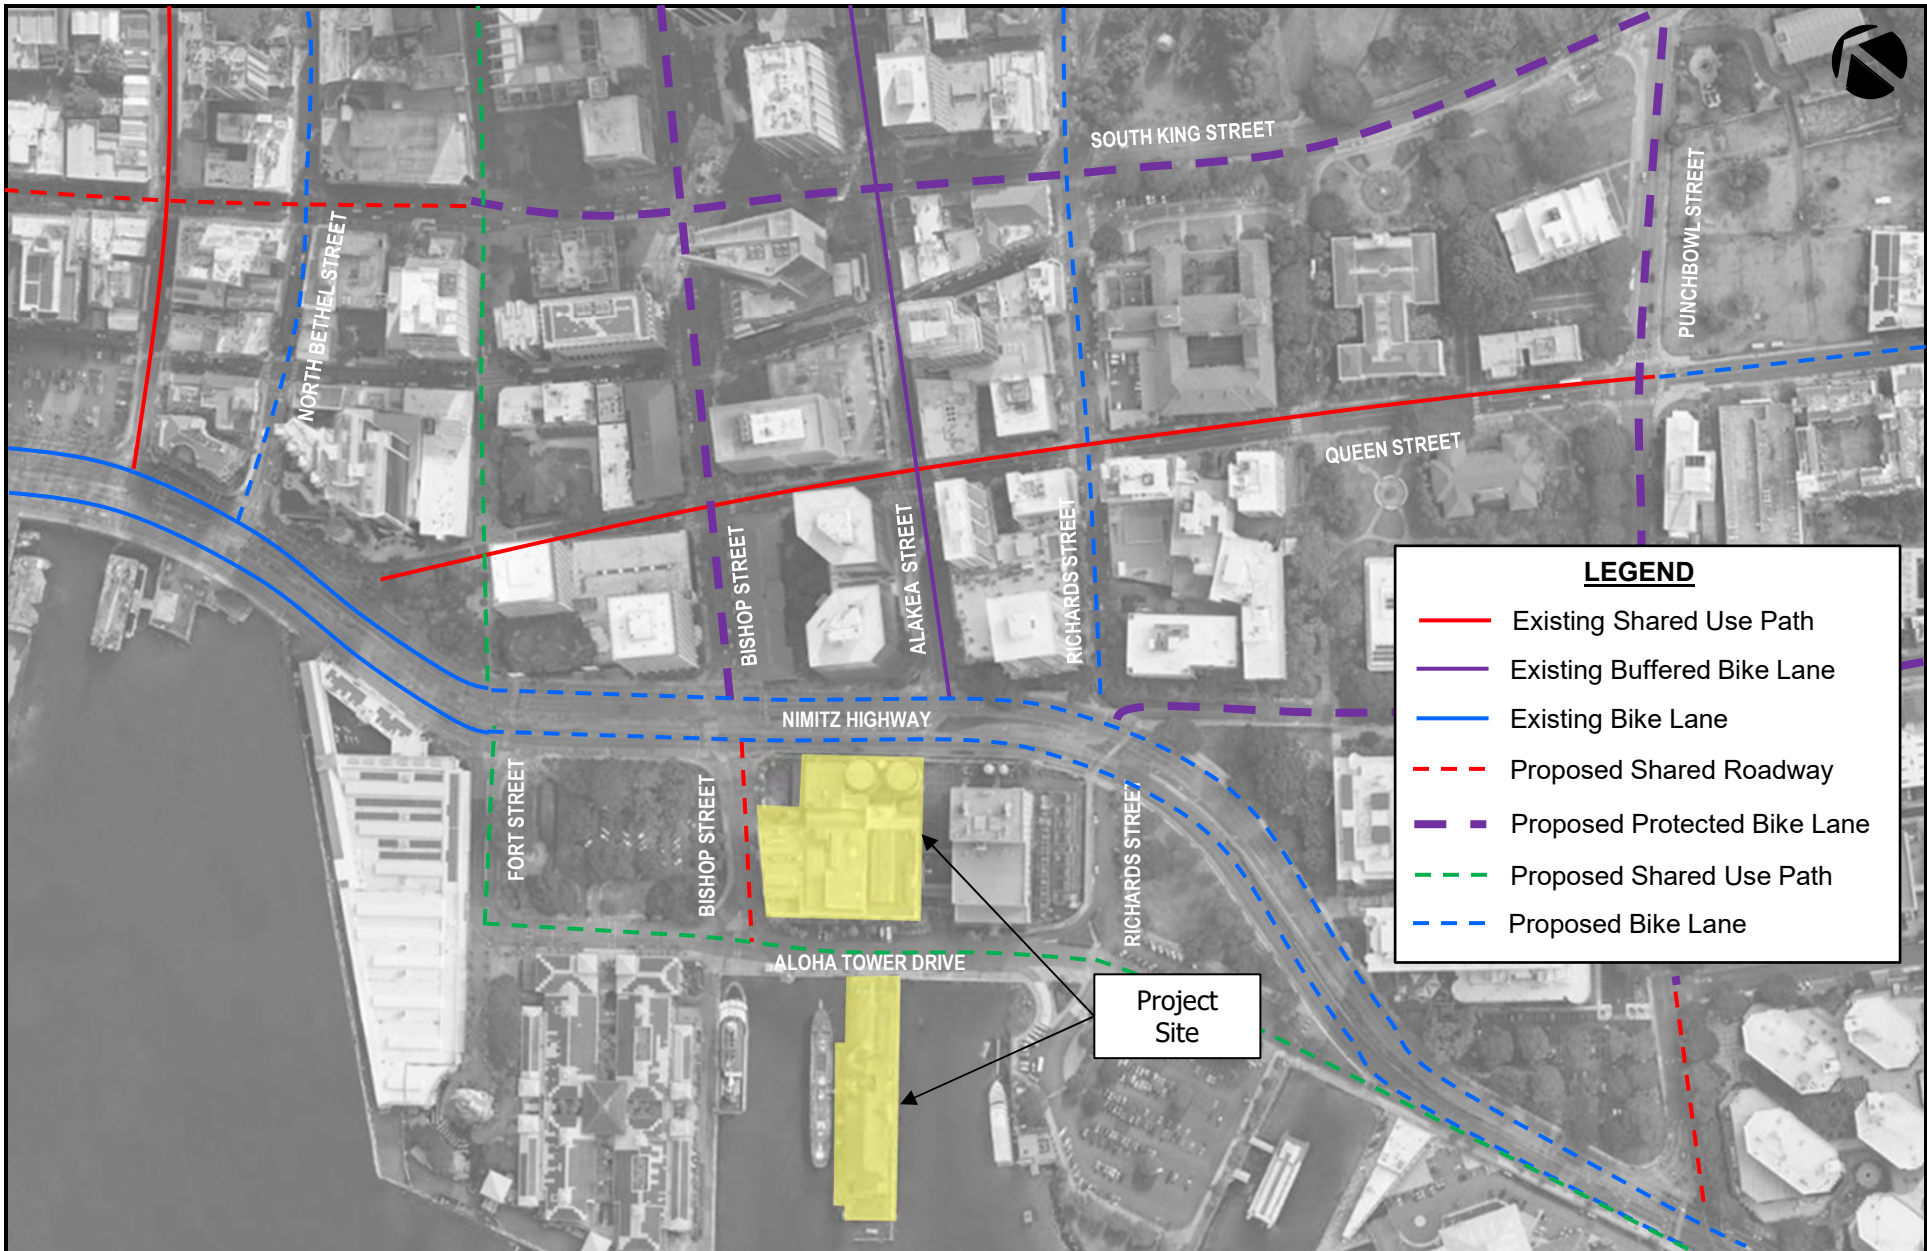 SOUTH KING STREET
PUNCHBOWL STREET
NORTH BETHEL STREET
QUEEN STREET
BISHOP STREET
ALAKEA STREET
RICHARDS STREET
NIMITZ HIGHWAY
FORT STREET
BISHOP STREET
RICHARDS STREET
ALOHA TOWER DRIVE
Project
Site
LEGEND
Existing Shared Use Path
Existing Buffered Bike Lane
Existing Bike Lane
Proposed Shared Roadway
Proposed Protected Bike Lane
Proposed Shared Use Path
Proposed Bike Lane